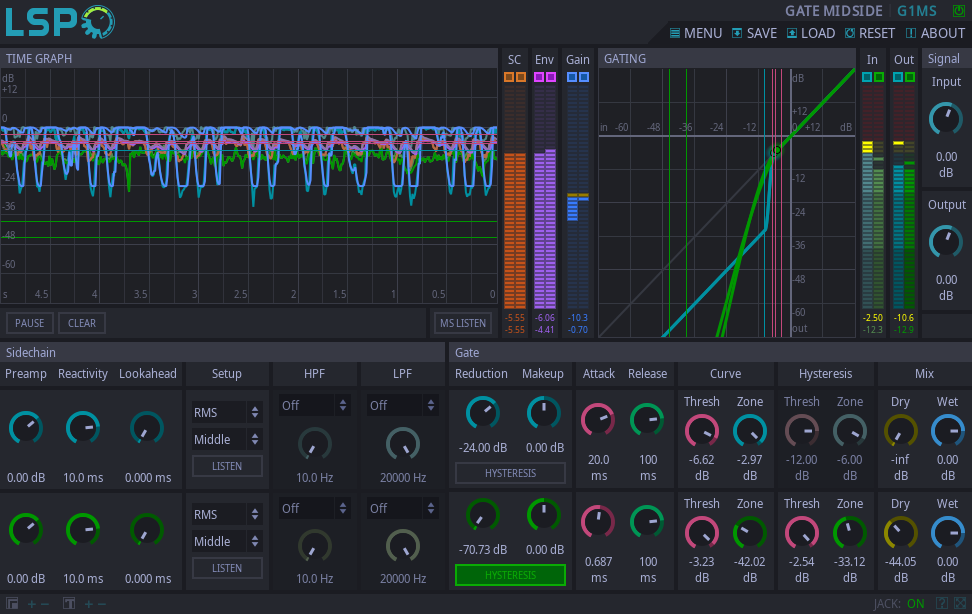 LSP
GATE MIDSIDE G1MS
MENU SAVE LOAD RESET ABOUT
TIME GRAPH
SC Env Gain
GATING
In Out
Signal
dB
+12
0
-24
-36
-48
-60
s 4.5 4 3.5 3 2.5 2 1.5 1 0.5 0
PAUSE CLEAR
MS LISTEN
-5.55 -6.06 -10.3
-5.55 -4.41 -0.70
dB
+12
in -60 -48 -36 -24 -12 0 +12 dB
-12
-24
-36
-48
-60
out
-2.50 -10.6
-12.3 -12.9
Input
0.00
dB
Output
0.00
dB
Sidechain
Gate
Preamp Reactivity Lookahead Setup HPF LPF Reduction Makeup Attack Release Curve Hysteresis Mix
RMS
Middle
LISTEN
Off
Off
0.00 dB 10.0 ms 0.000 ms
10.0 Hz 20000 Hz
-24.00 dB 0.00 dB
HYSTERESIS
20.0 100
ms ms
Thresh Zone Thresh Zone Dry Wet
-6.62 -2.97 -12.00 -6.00 -inf 0.00
dB dB dB dB dB dB
RMS
Middle
LISTEN
Off
Off
0.00 dB 10.0 ms 0.000 ms
10.0 Hz 20000 Hz
-70.73 dB 0.00 dB
HYSTERESIS
0.687 100
ms ms
Thresh Zone Thresh Zone Dry Wet
-3.23 -42.02 -2.54 -33.12 -44.05 0.00
dB dB dB dB dB dB
JACK: ON